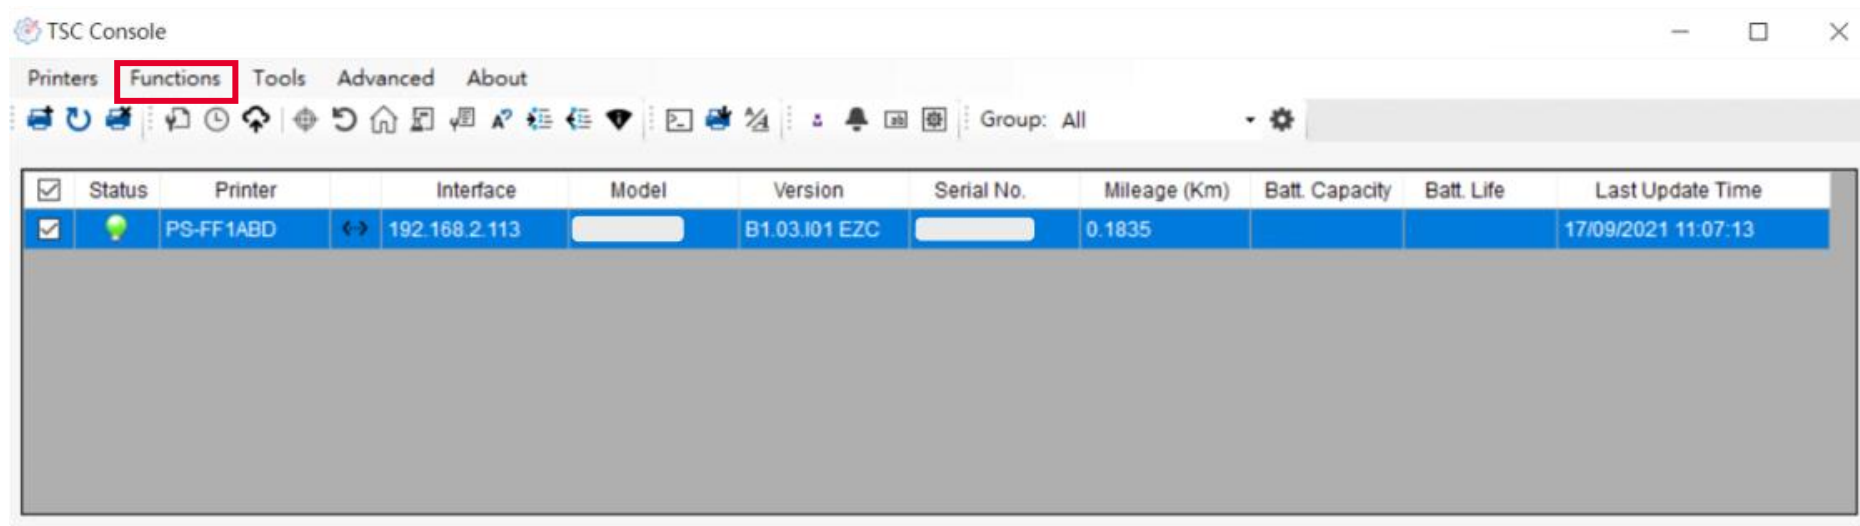 TSC Console
Printers Functions Tools Advanced About
Group: All
Status Printer Interface Model Version Serial No. Mileage (Km) Batt. Capacity Batt. Life Last Update Time
PS-FF1ABD 192.168.2.113 B1.03.I01 EZC 0.1835 17/09/2021 11:07:13